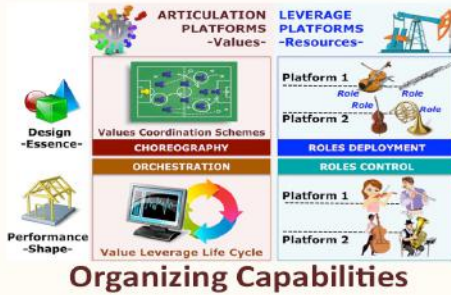 ARTICULATION
PLATFORMS
-Values-
LEVERAGE
PLATFORMS
-Resources-
Design
-Essence-
Values Coordination Schemes
CHOREOGRAPHY
Platform 1
Role
Role
Platform 2
Role
Role
ROLES DEPLOYMENT
Performance
-Shape-
ORCHESTRATION
Value Leverage Life Cycle
ROLES CONTROL
Platform 1
Platform 2
Organizing Capabilities